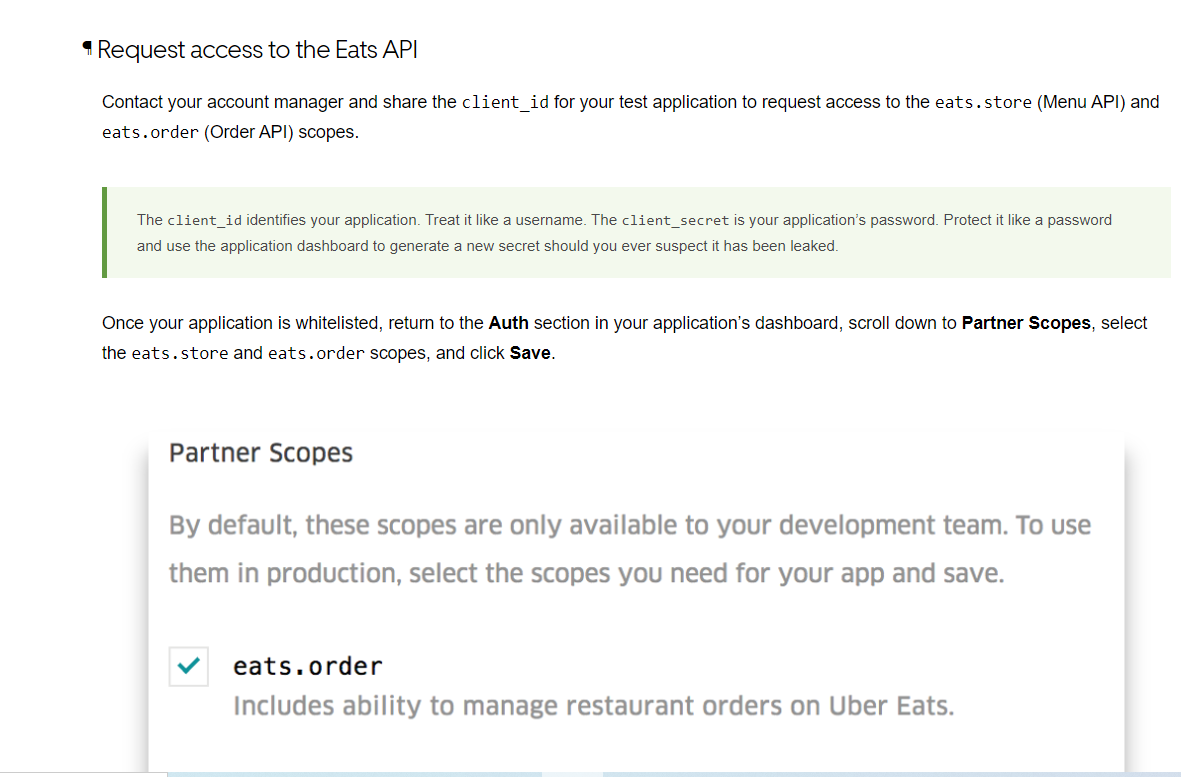 ¶ Request access to the Eats API
Contact your account manager and share the client_id for your test application to request access to the eats.store (Menu API) and
eats.order (Order API) scopes.
The client_id identifies your application. Treat it like a username. The client_secret is your application’s password. Protect it like a password
and use the application dashboard to generate a new secret should you ever suspect it has been leaked.
Once your application is whitelisted, return to the Auth section in your application’s dashboard, scroll down to Partner Scopes, select
the eats.store and eats.order scopes, and click Save.
Partner Scopes
By default, these scopes are only available to your development team. To use
them in production, select the scopes you need for your app and save.
eats.order
Includes ability to manage restaurant orders on Uber Eats.